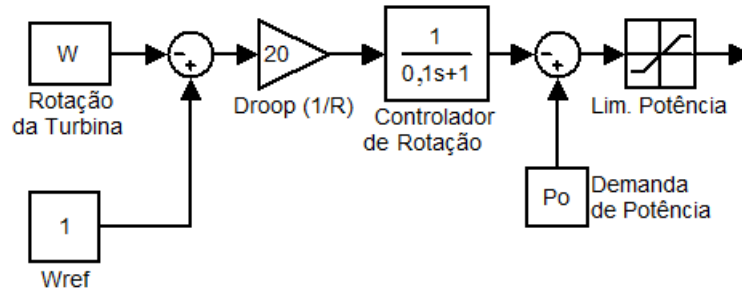 W
Rotação
da Turbina
-
+
20
Droop (1/R)
1
0,1s+1
Controlador
de Rotação
-
+
Lim. Potência
Po
Demanda
de Potência
1
Wref